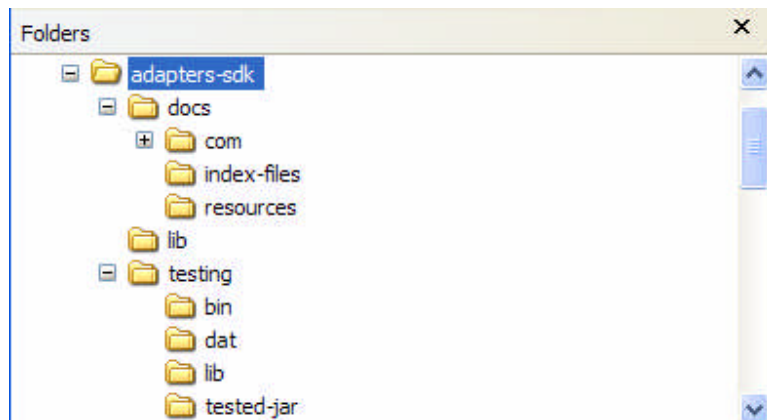 Folders
adapters-sdk
docs
com
index-files
resources
lib
testing
bin
dat
lib
tested-jar